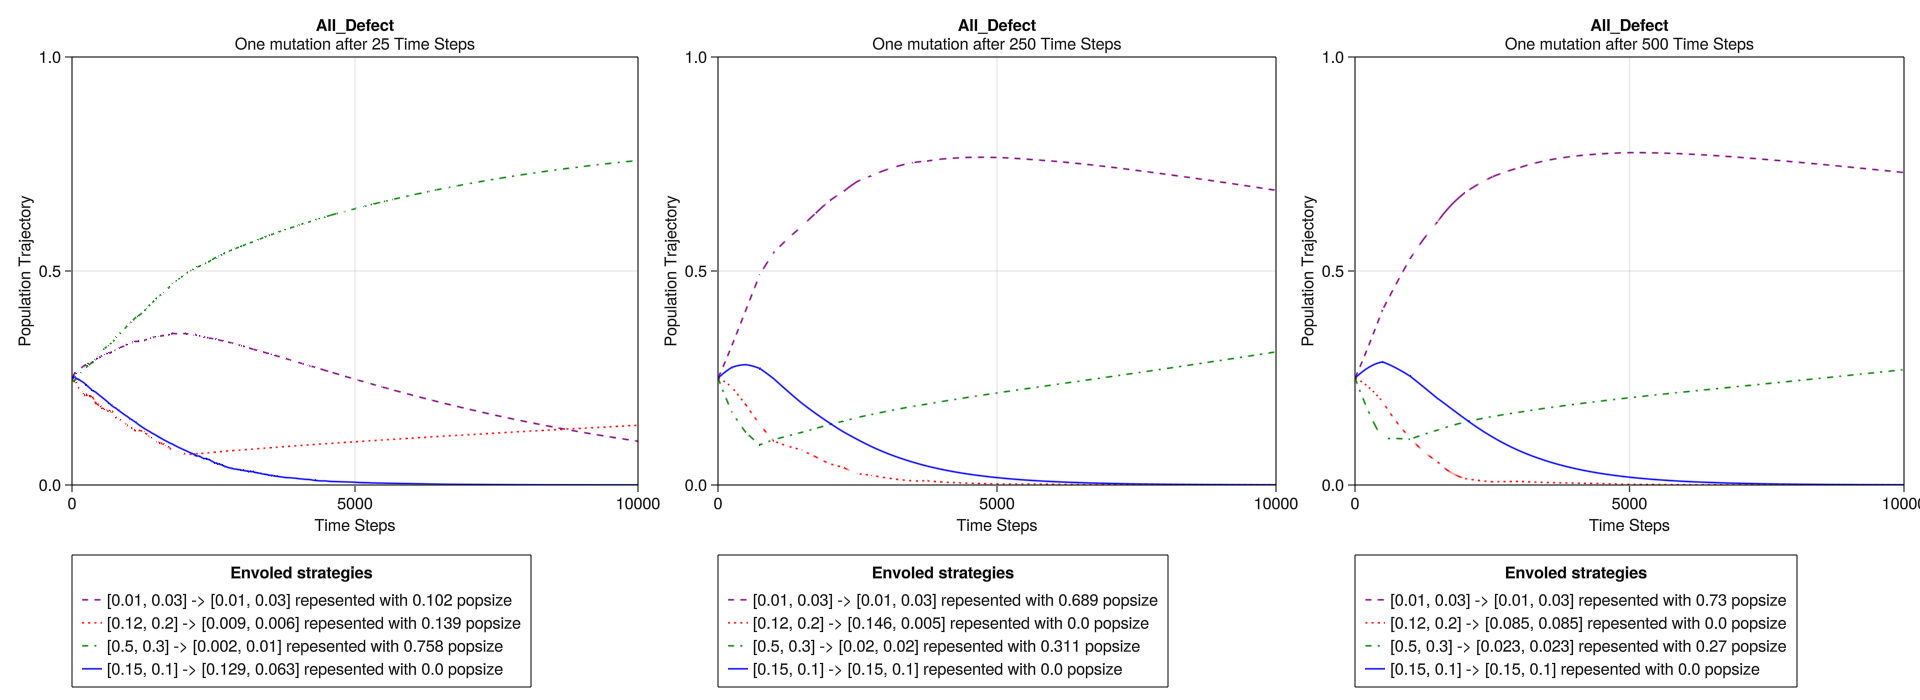 All_Defect
One mutation after 25 Time Steps
1.0
0.5
0.0
Population Trajectory
0
5000
10000
Time Steps
Envoled strategies
[0.01, 0.03] -> [0.01, 0.03] repesented with 0.102 popsize
[0.12, 0.2] -> [0.009, 0.006] repesented with 0.139 popsize
[0.5, 0.3] -> [0.002, 0.01] repesented with 0.758 popsize
[0.15, 0.1] -> [0.129, 0.063] repesented with 0.0 popsize
All_Defect
One mutation after 250 Time Steps
1.0
0.5
0.0
Population Trajectory
0
5000
10000
Time Steps
Envoled strategies
[0.01, 0.03] -> [0.01, 0.03] repesented with 0.689 popsize
[0.12, 0.2] -> [0.146, 0.005] repesented with 0.0 popsize
[0.5, 0.3] -> [0.02, 0.02] repesented with 0.311 popsize
[0.15, 0.1] -> [0.15, 0.1] repesented with 0.0 popsize
All_Defect
One mutation after 500 Time Steps
1.0
0.5
0.0
Population Trajectory
0
5000
10000
Time Steps
Envoled strategies
[0.01, 0.03] -> [0.01, 0.03] repesented with 0.73 popsize
[0.12, 0.2] -> [0.085, 0.085] repesented with 0.0 popsize
[0.5, 0.3] -> [0.023, 0.023] repesented with 0.27 popsize
[0.15, 0.1] -> [0.15, 0.1] repesented with 0.0 popsize